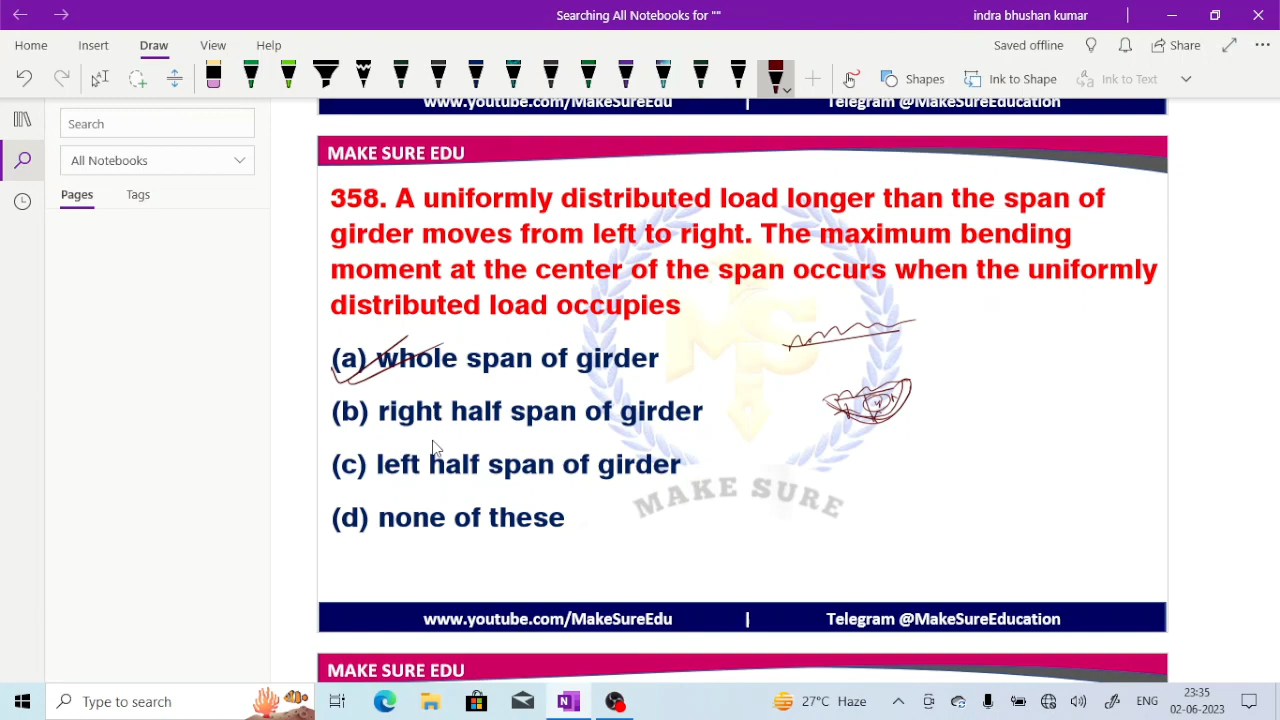 Searching All Notebooks for ""
indra bhushan kumar
Home Insert Draw View Help
Saved offline
Share
Shapes
Ink to Shape
Ink to Text
Search
All Notebooks
Pages Tags
www.youtube.com/MakeSureEdu | Telegram @MakeSureEducation
MAKE SURE EDU
358. A uniformly distributed load longer than the span of
girder moves from left to right. The maximum bending
moment at the center of the span occurs when the uniformly
distributed load occupies
(a) whole span of girder
(b) right half span of girder
(c) left half span of girder
(d) none of these
MAKE SURE
www.youtube.com/MakeSureEdu | Telegram @MakeSureEducation
MAKE SURE EDU
Type to search
27°C Haze
ENG
23:35
02-06-2023